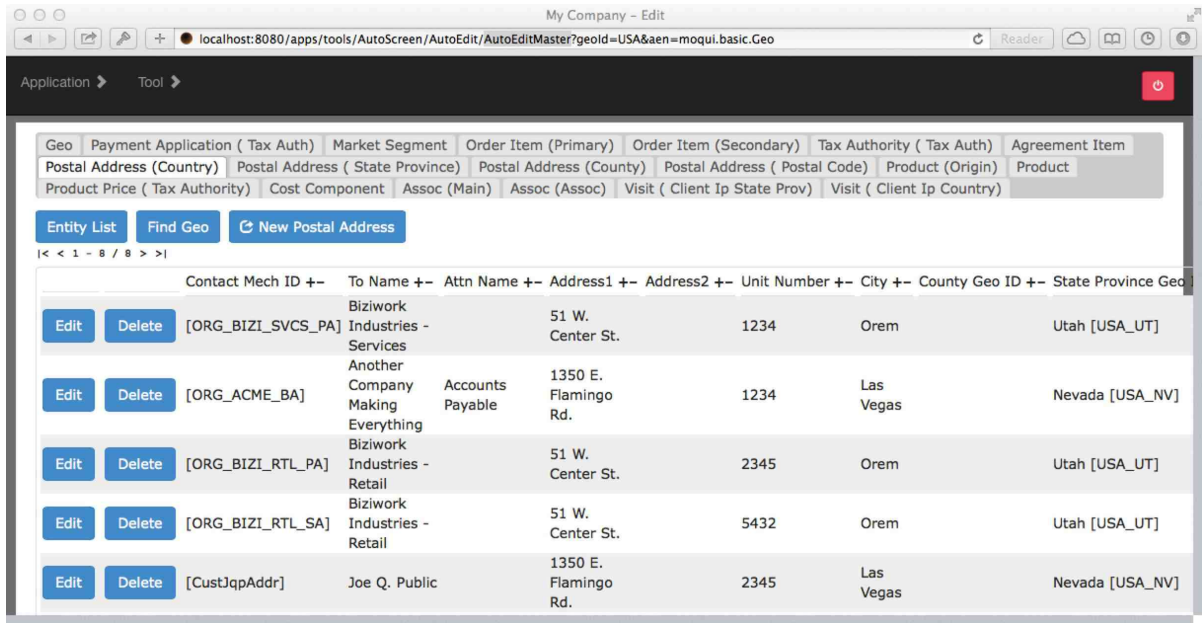 My Company – Edit
localhost:8080/apps/tools/AutoScreen/AutoEdit/AutoEditMaster?geoId=USA&aen=moqui.basic.Geo Reader
Application Tool
Geo Payment Application ( Tax Auth) Market Segment Order Item (Primary) Order Item (Secondary) Tax Authority ( Tax Auth) Agreement Item
Postal Address (Country) Postal Address ( State Province) Postal Address (County) Postal Address ( Postal Code) Product (Origin) Product
Product Price ( Tax Authority) Cost Component Assoc (Main) Assoc (Assoc) Visit ( Client Ip State Prov) Visit ( Client Ip Country)
Entity List Find Geo New Postal Address
|< < 1 - 8 / 8 > >|
Contact Mech ID +- To Name +- Attn Name +- Address1 +- Address2 +- Unit Number +- City +- County Geo ID +- State Province Geo
Edit Delete [ORG_BIZI_SVCS_PA] Biziwork Industries - Services 51 W. Center St. 1234 Orem Utah [USA_UT]
Edit Delete [ORG_ACME_BA] Another Company Making Everything Accounts Payable 1350 E. Flamingo Rd. 1234 Las Vegas Nevada [USA_NV]
Edit Delete [ORG_BIZI_RTL_PA] Biziwork Industries - Retail 51 W. Center St. 2345 Orem Utah [USA_UT]
Edit Delete [ORG_BIZI_RTL_SA] Biziwork Industries - Retail 51 W. Center St. 5432 Orem Utah [USA_UT]
Edit Delete [CustJqpAddr] Joe Q. Public 1350 E. Flamingo Rd. 2345 Las Vegas Nevada [USA_NV]